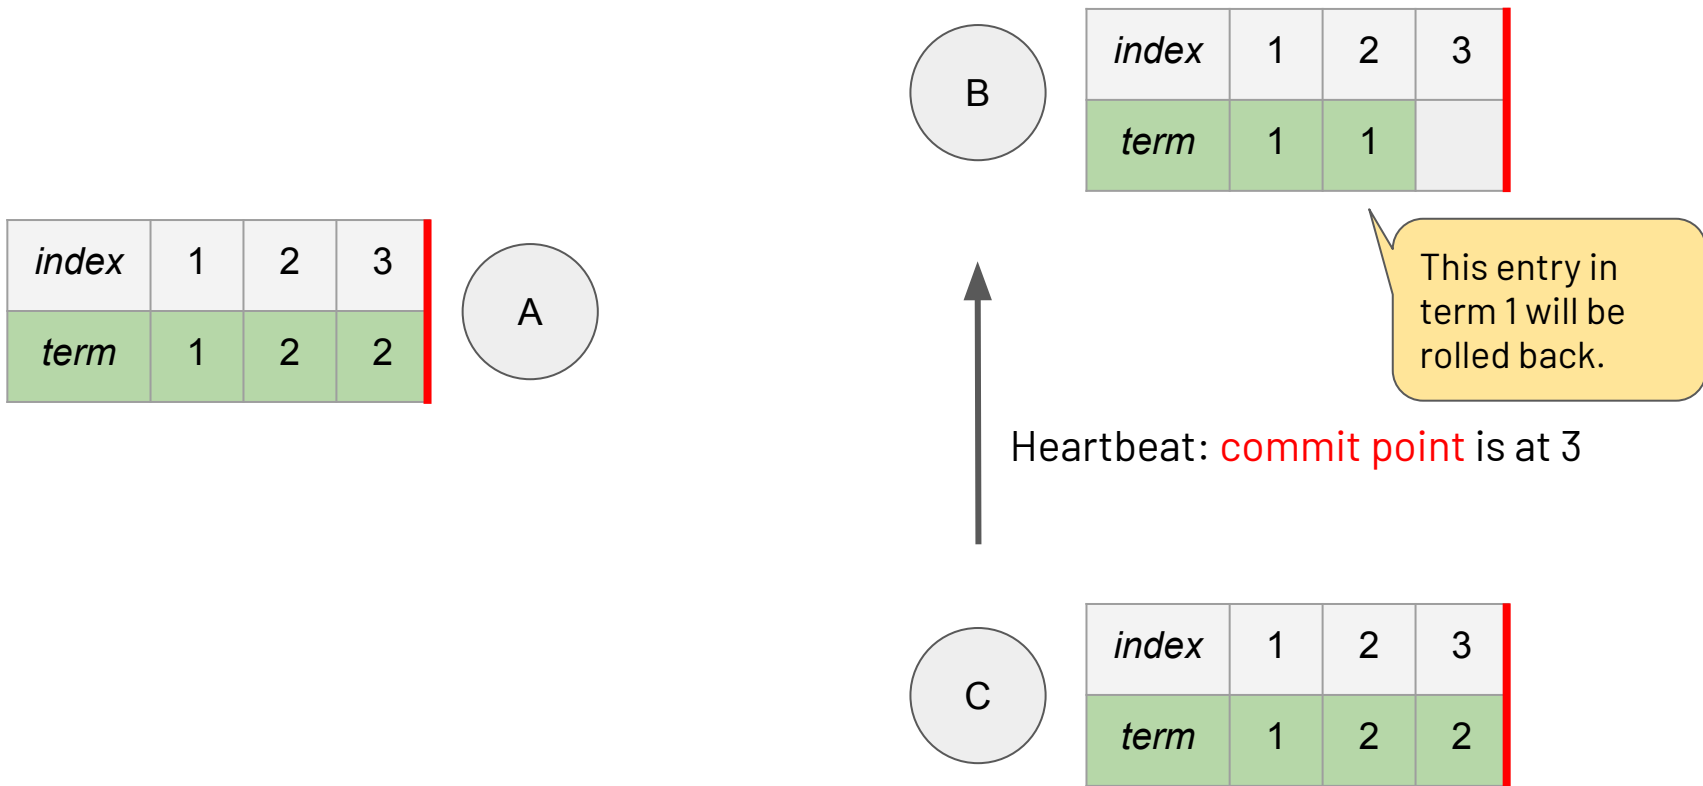 B
index 1 2 3
term 1 1
index 1 2 3
term 1 2 2
A
This entry in
term 1 will be
rolled back.
Heartbeat: commit point is at 3
C
index 1 2 3
term 1 2 2